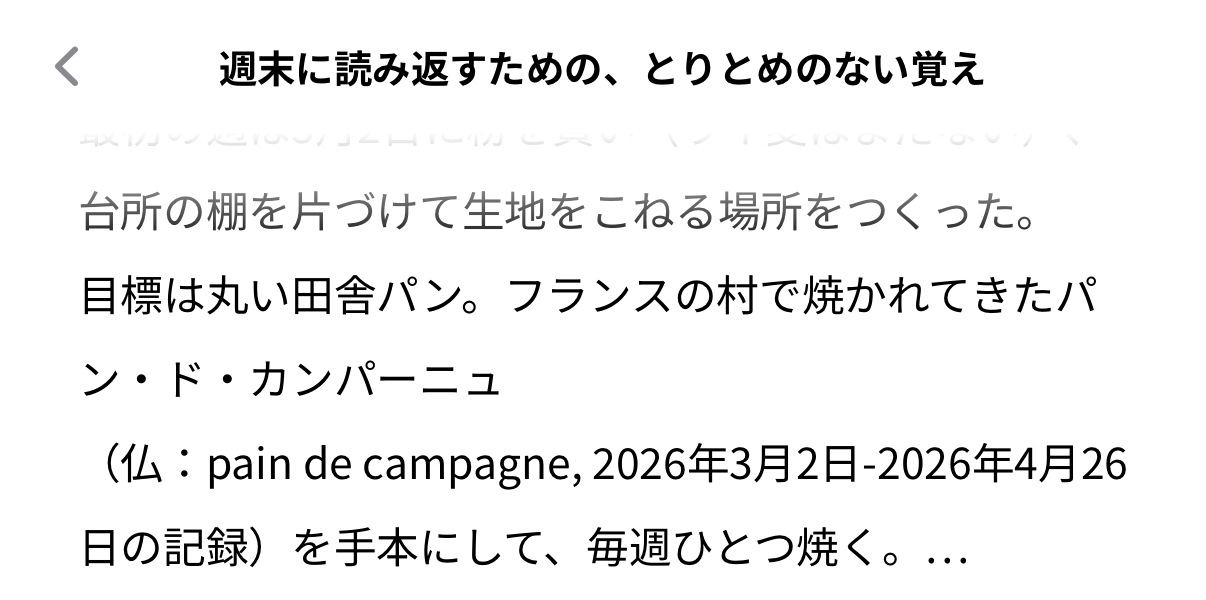 週末に読み返すための、とりとめのない覚え
台所の棚を片づけて生地をこねる場所をつくった。
目標は丸い田舎パン。フランスの村で焼かれてきたパ
ン・ド・カンパーニュ
（仏：pain de campagne, 2026年3月2日-2026年4月26
日の記録）を手本にして、毎週ひとつ焼く。…